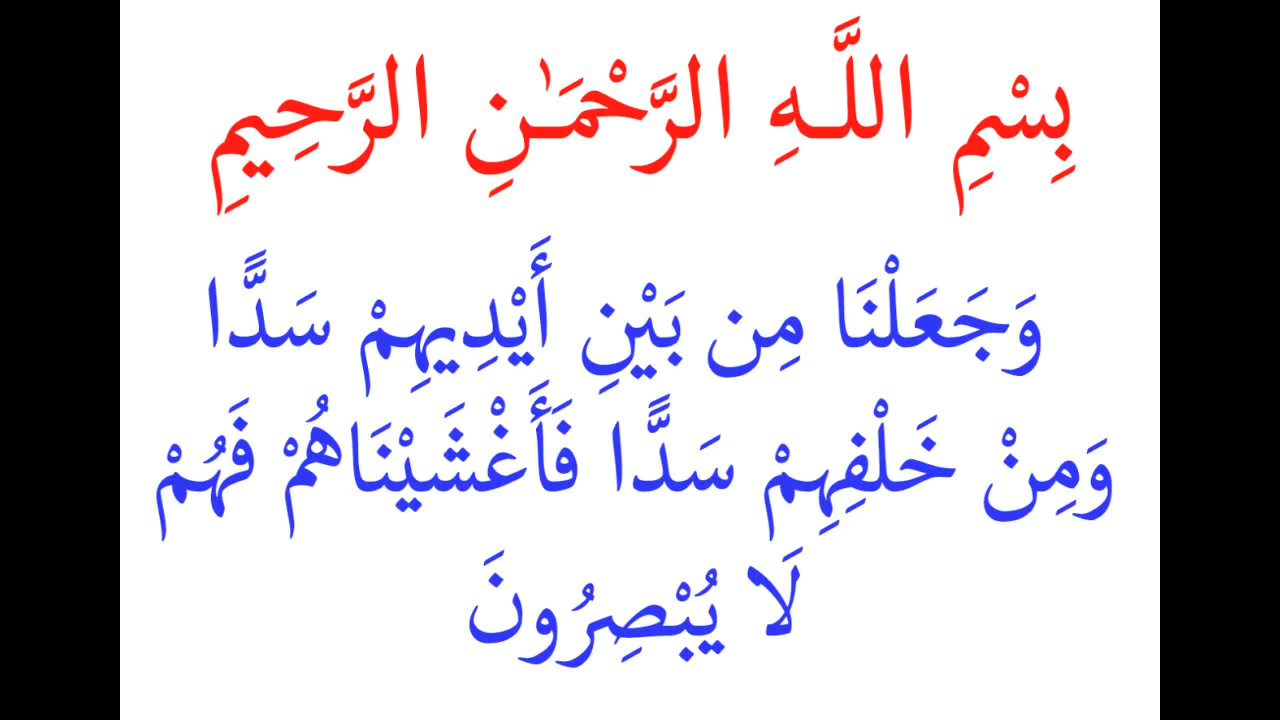 بِسْمِ اللَّـهِ الرَّحْمَـٰنِ الرَّحِيمِ
وَجَعَلْنَا مِن بَيْنِ أَيْدِيهِمْ سَدًّا
وَمِنْ خَلْفِهِمْ سَدًّا فَأَغْشَيْنَاهُمْ فَهُمْ
لَا يُبْصِرُونَ